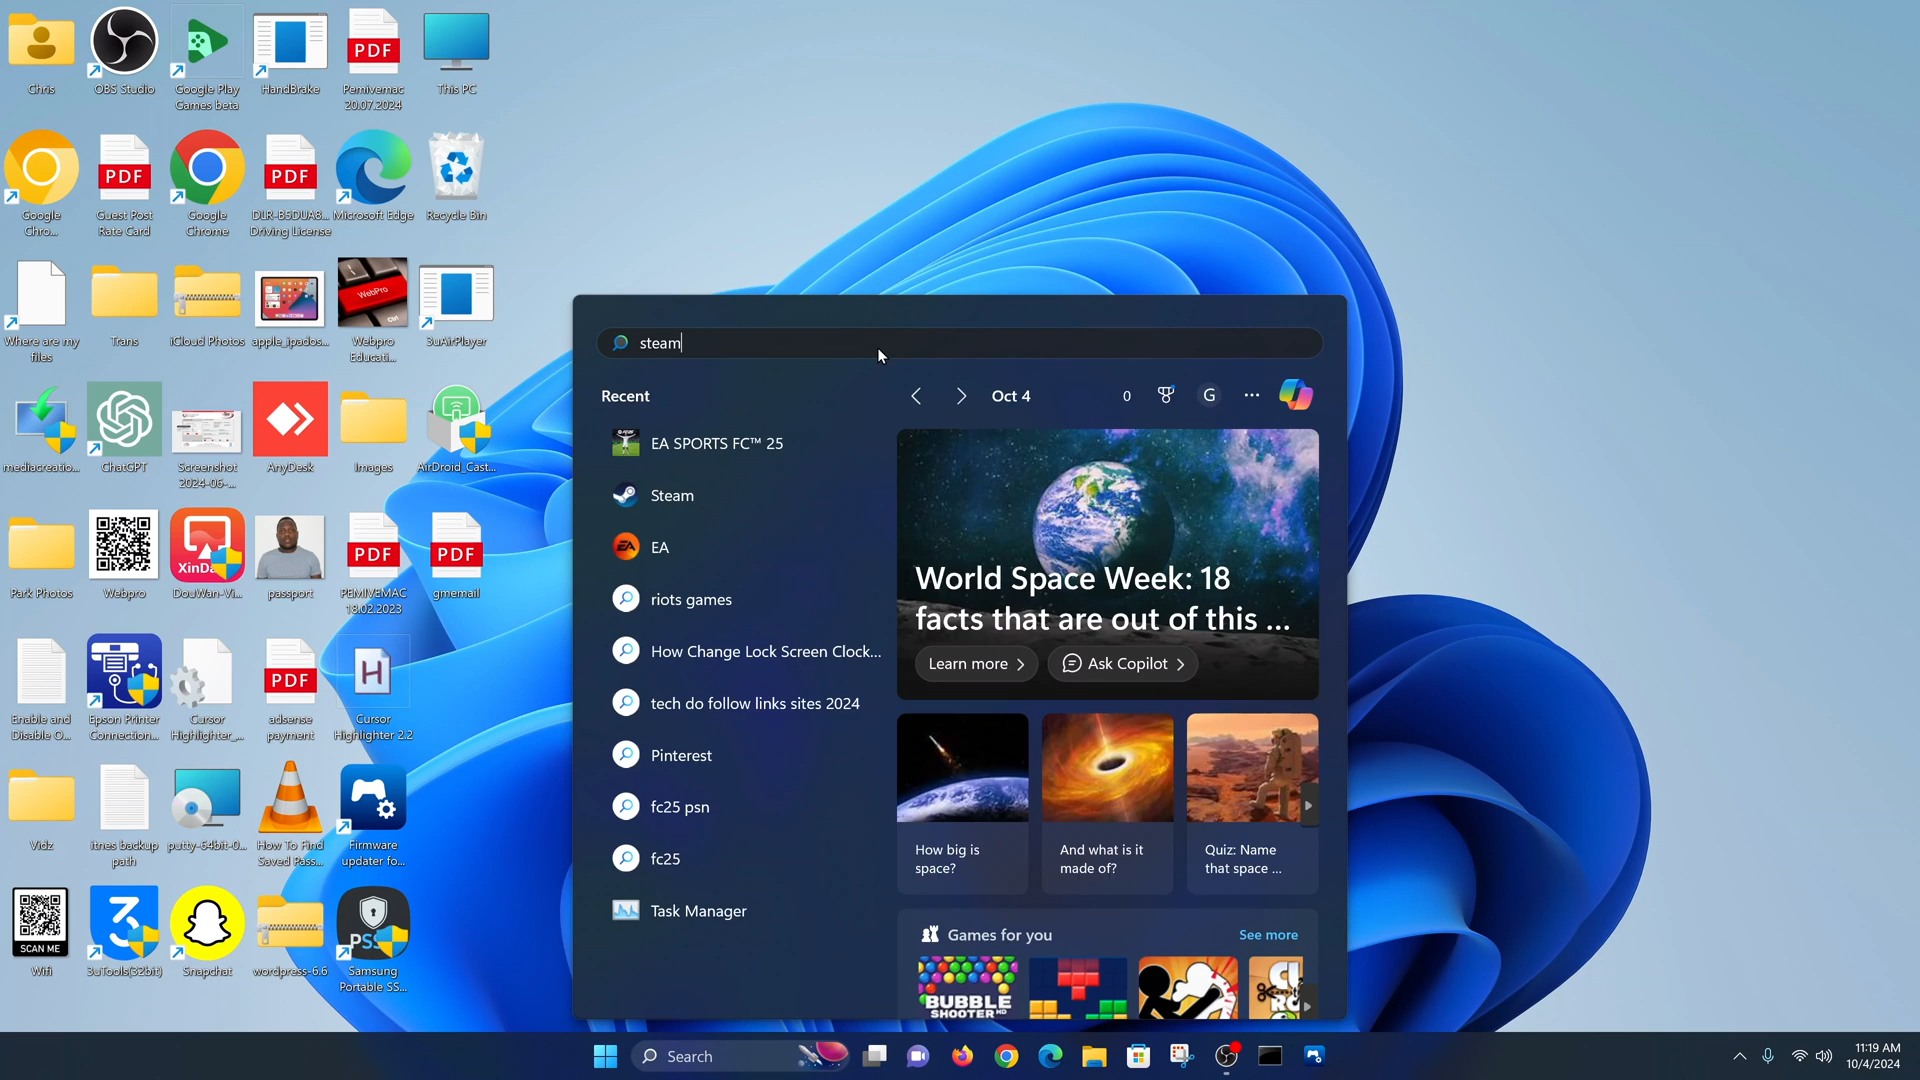 Chris
OBS Studio
Google Play
Games beta
HandBrake
PDF
Pemivemac
20.07.2024
This PC
Google
Chro...
PDF
Guest Post
Rate Card
Google
Chrome
PDF
DLR-B5DUA8...
Driving License
Microsoft Edge
Recycle Bin
Where are my
files
Trans
iCloud Photos
apple_ipados...
WebPro
Ctrl
Webpro
Educati...
3uAirPlayer
mediacreatio...
ChatGPT
Screenshot
2024-06-...
AnyDesk
Images
AirDroid_Cast...
Park Photos
Webpro
XinDa
DouWan-Vi...
passport
PDF
PEMIVEMAC
18.02.2023
PDF
gmemail
Enable and
Disable O...
Epson Printer
Connection...
Cursor
Highlighter_...
PDF
adsense
payment
H
Cursor
Highlighter 2.2
Vidz
itnes backup
path
putty-64bit-0...
How To Find
Saved Pass...
Firmware
updater fo...
SCAN ME
Wifi
3
3uTools(32bit)
Snapchat
wordpress-6.6
PSS
Samsung
Portable SS...
steam
Recent
EA SPORTS FC™ 25
Steam
EA
EA
riots games
How Change Lock Screen Clock...
tech do follow links sites 2024
Pinterest
fc25 psn
fc25
Task Manager
Oct 4
0
G
World Space Week: 18
facts that are out of this ...
Learn more
Ask Copilot
How big is
space?
And what is it
made of?
Quiz: Name
that space ...
Games for you
See more
BUBBLE
SHOOTER HD
Search
11:19 AM
10/4/2024